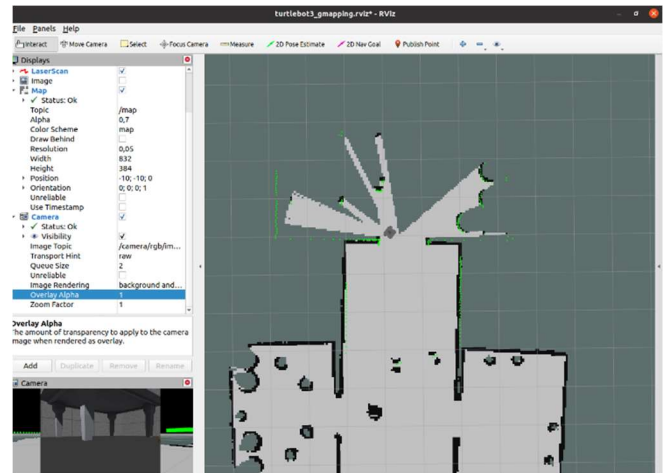 turtlebot3_gmapping.rviz* - RViz
File Panels Help
Interact Move Camera Select Focus Camera Measure 2D Pose Estimate 2D Nav Goal Publish Point
Displays
LaserScan
Image
Map
Status: Ok
Topic /map
Alpha 0,7
Color Scheme map
Draw Behind
Resolution 0,05
Width 832
Height 384
Position -10; -10; 0
Orientation 0; 0; 0; 1
Unreliable
Use Timestamp
Camera
Status: Ok
Visibility
Image Topic /camera/rgb/im...
Transport Hint raw
Queue Size 2
Unreliable
Image Rendering background and...
Overlay Alpha 1
Zoom Factor 1
Overlay Alpha
The amount of transparency to apply to the camera
image when rendered as overlay.
Add Duplicate Remove Rename
Camera